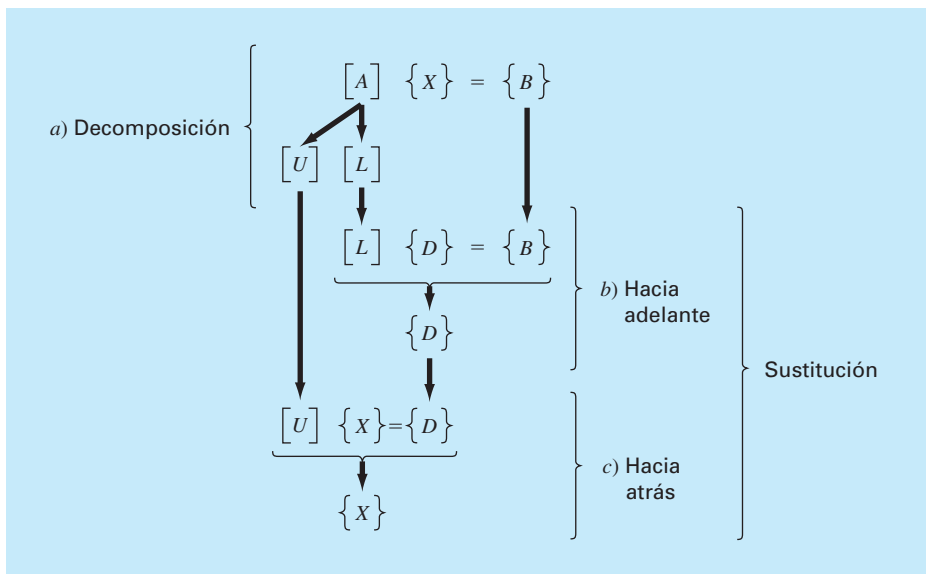 [A] {X} = {B}
a) Decomposición
[U] [L]
[L] {D} = {B}
b) Hacia
adelante
{D}
Sustitución
[U] {X}={D}
c) Hacia
atrás
{X}